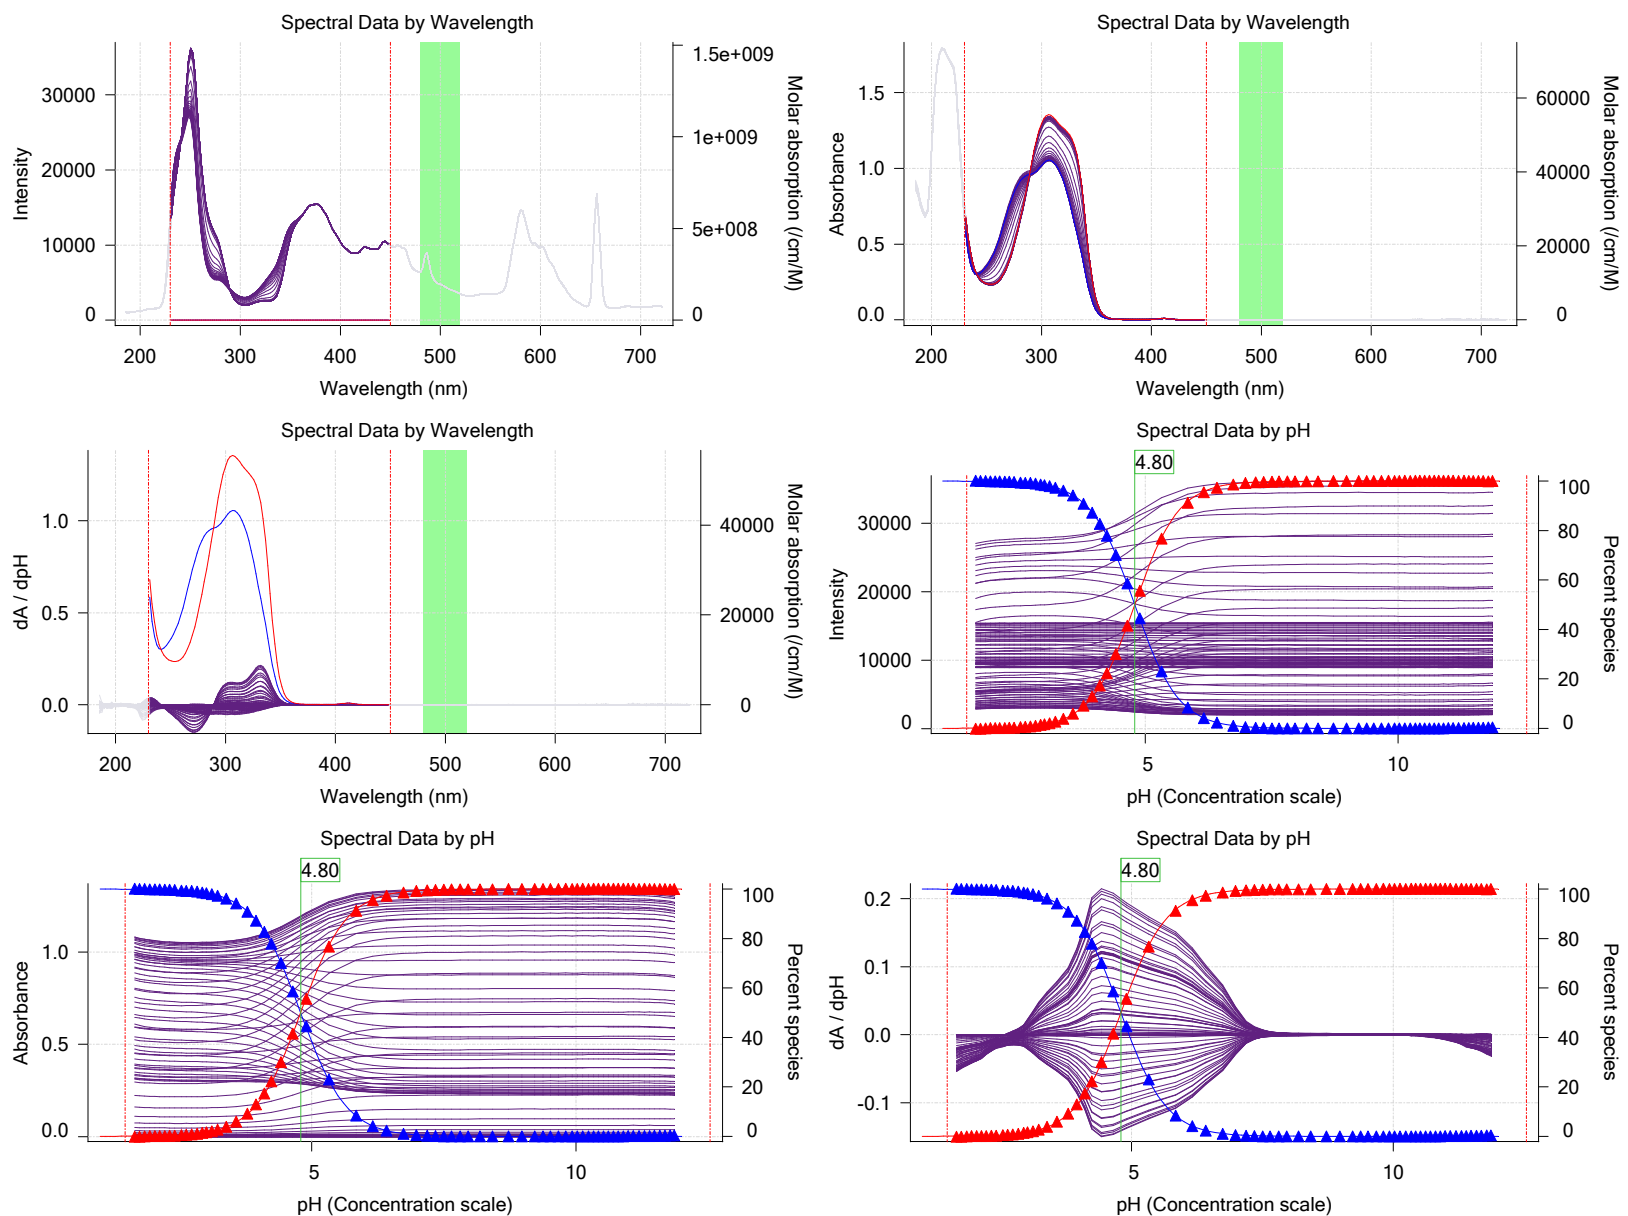 Spectral Data by Wavelength
Intensity
30000
20000
10000
0
1.5e+009
1e+009
5e+008
0
Molar absorption (/cm/M)
200 300 400 500 600 700
Wavelength (nm)
Spectral Data by Wavelength
Absorbance
1.5
1.0
0.5
0.0
60000
40000
20000
0
Molar absorption (/cm/M)
200 300 400 500 600 700
Wavelength (nm)
Spectral Data by Wavelength
dA / dpH
1.0
0.5
0.0
40000
20000
0
Molar absorption (/cm/M)
200 300 400 500 600 700
Wavelength (nm)
Spectral Data by pH
4.80
Intensity
30000
20000
10000
0
100
80
60
40
20
0
Percent species
5 10
pH (Concentration scale)
Spectral Data by pH
4.80
Absorbance
1.0
0.5
0.0
100
80
60
40
20
0
Percent species
5 10
pH (Concentration scale)
Spectral Data by pH
4.80
dA / dpH
0.2
0.1
0.0
-0.1
100
80
60
40
20
0
Percent species
5 10
pH (Concentration scale)